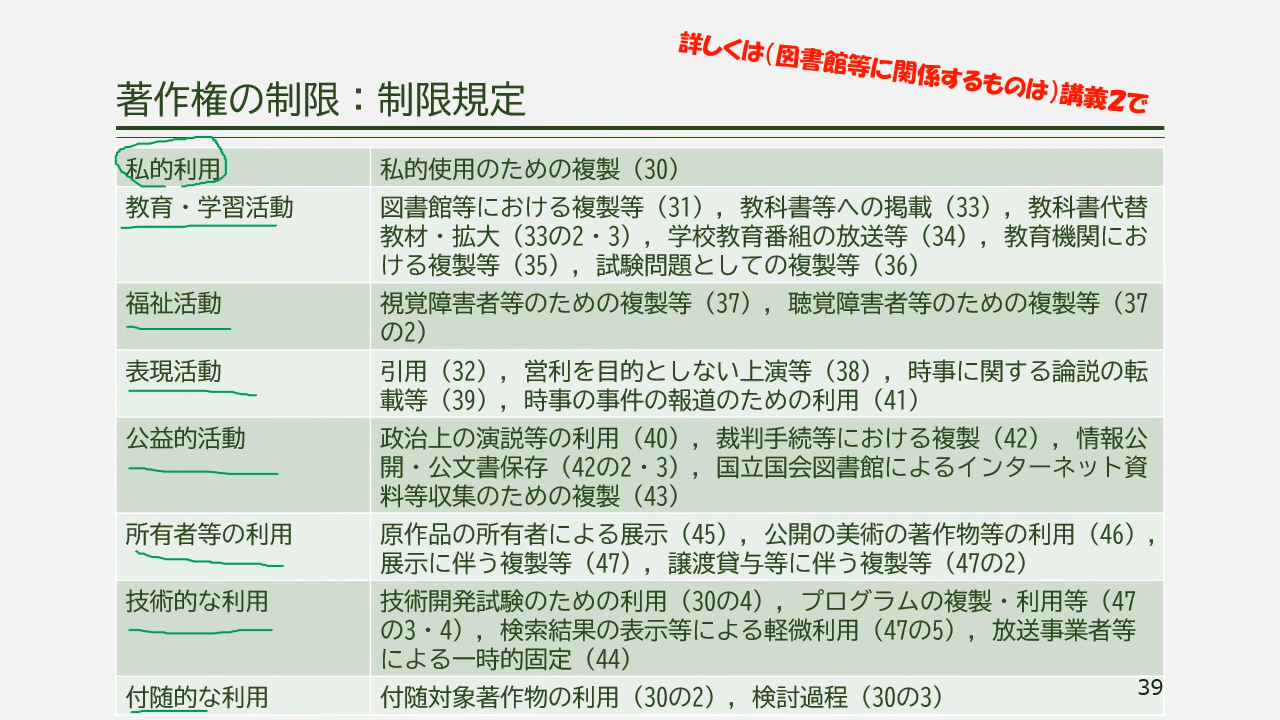 詳しくは(図書館等に関係するものは)講義2で
著作権の制限：制限規定
私的利用
私的使用のための複製（30）
教育・学習活動
図書館等における複製等（31），教科書等への掲載（33），教科書代替
教材・拡大（33の2・3），学校教育番組の放送等（34），教育機関にお
ける複製等（35），試験問題としての複製等（36）
福祉活動
視覚障害者等のための複製等（37），聴覚障害者等のための複製等（37
の2）
表現活動
引用（32），営利を目的としない上演等（38），時事に関する論説の転
載等（39），時事の事件の報道のための利用（41）
公益的活動
政治上の演説等の利用（40），裁判手続等における複製（42），情報公
開・公文書保存（42の2・3），国立国会図書館によるインターネット資
料等収集のための複製（43）
所有者等の利用
原作品の所有者による展示（45），公開の美術の著作物等の利用（46），
展示に伴う複製等（47），譲渡貸与等に伴う複製等（47の2）
技術的な利用
技術開発試験のための利用（30の4），プログラムの複製・利用等（47
の3・4），検索結果の表示等による軽微利用（47の5），放送事業者等
による一時的固定（44）
付随的な利用
付随対象著作物の利用（30の2），検討過程（30の3）
39